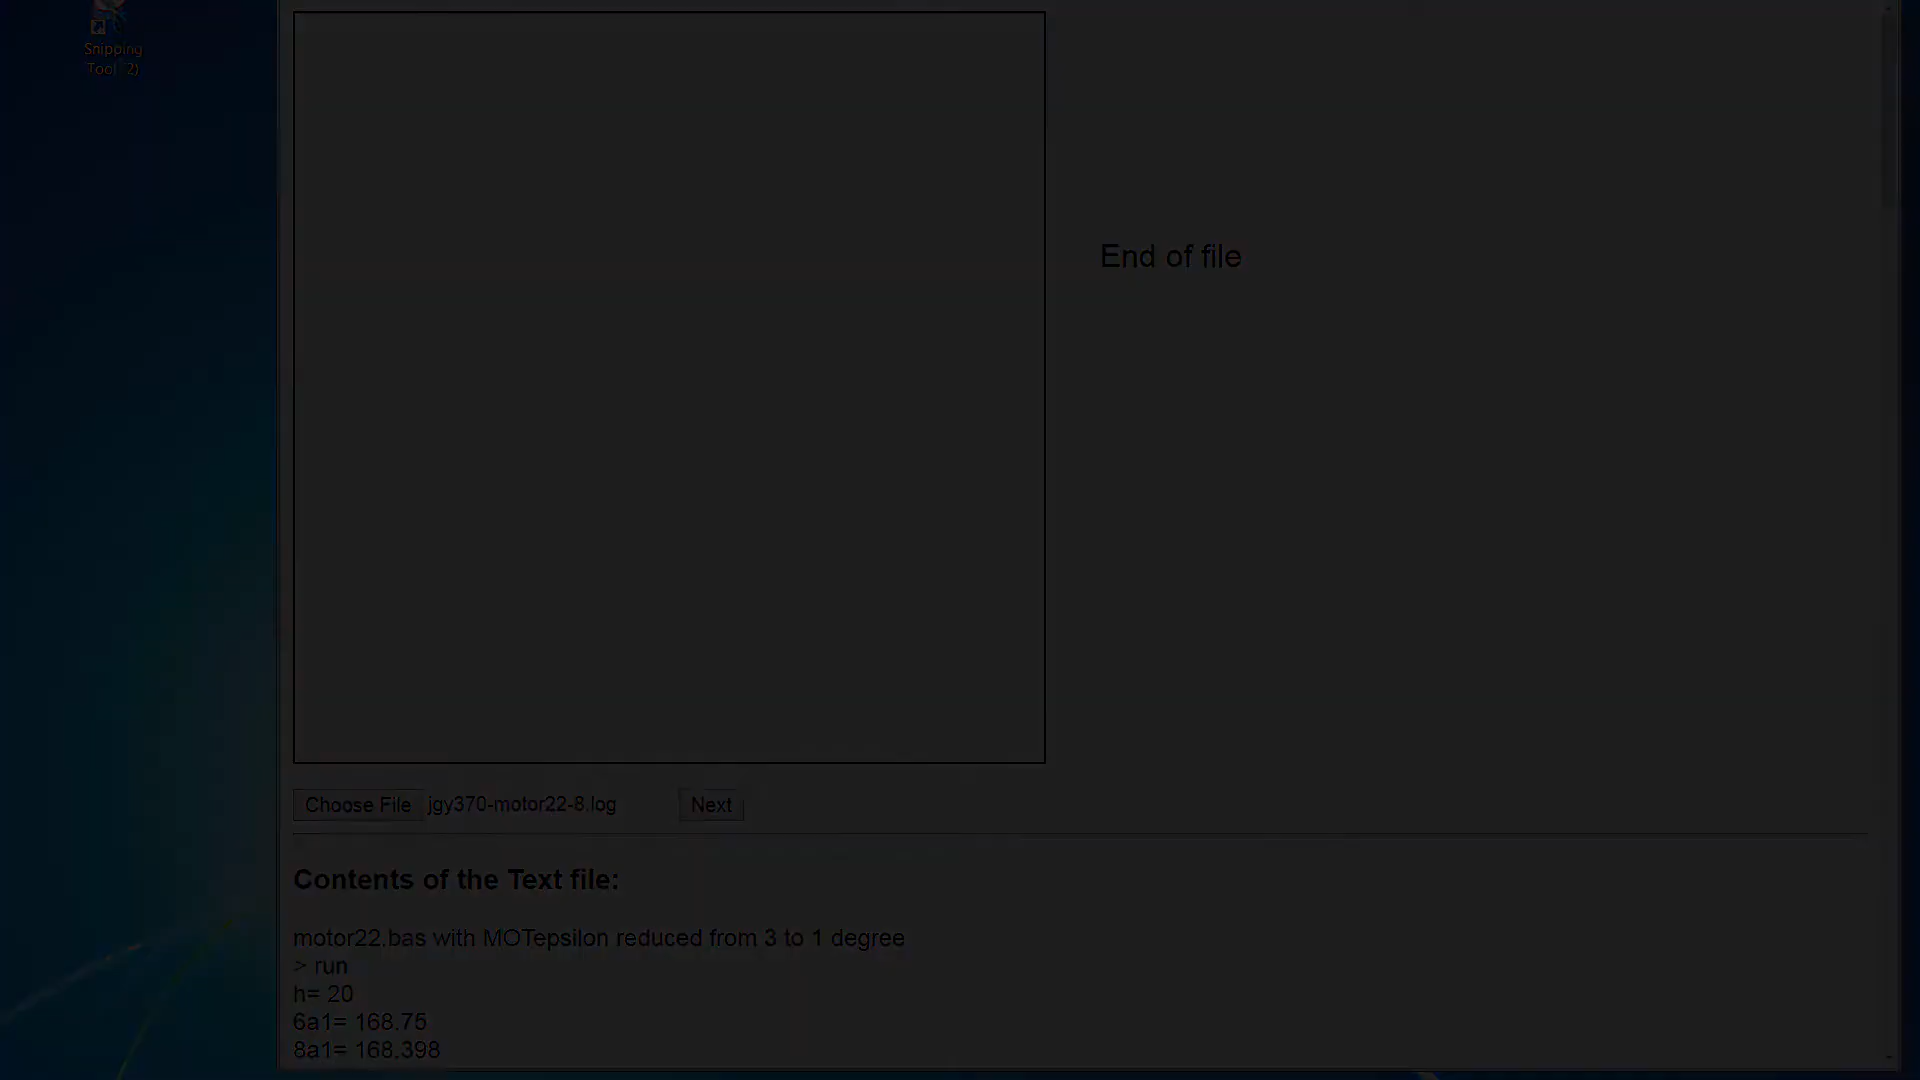 Snipping
Tool (2)
End of file
Choose File jgy370-motor22-8.log Next
Contents of the Text file:
motor22.bas with MOTepsilon reduced from 3 to 1 degree
> run
h= 20
6a1= 168.75
8a1= 168.398